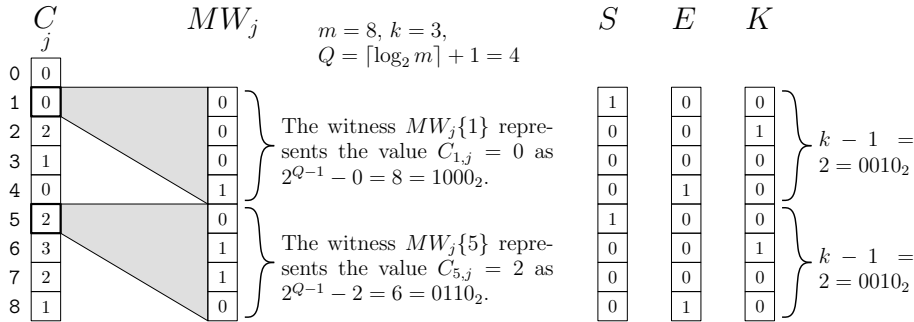 C_j MW_j S E K
m = 8, k = 3,
Q = ⌈log₂ m⌉ + 1 = 4
0 0
1 0 0 1 0 0
2 2 0 0 0 1
3 1 0 0 0 0
4 0 1 0 1 0
The witness MW_j{1} repre-
sents the value C_{1,j} = 0 as
2^{Q−1} − 0 = 8 = 1000₂.
k − 1 =
2 = 0010₂
5 2 0 1 0 0
6 3 1 0 0 1
7 2 1 0 0 0
8 1 0 0 1 0
The witness MW_j{5} repre-
sents the value C_{5,j} = 2 as
2^{Q−1} − 2 = 6 = 0110₂.
k − 1 =
2 = 0010₂